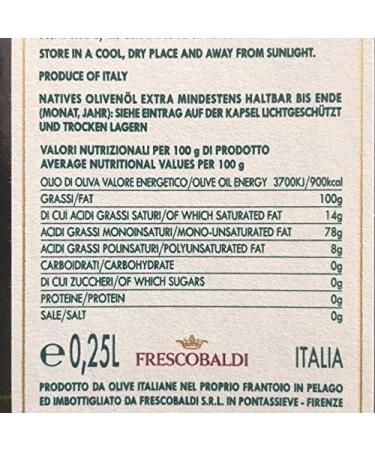 STORE IN A COOL, DRY PLACE AND AWAY FROM SUNLIGHT.
PRODUCE OF ITALY
NATIVES OLIVENÖL EXTRA MINDESTENS HALTBAR BIS ENDE
(MONAT, JAHR): SIEHE EINTRAG AUF DER KAPSEL LICHTGESCHÜTZT
UND TROCKEN LAGERN
VALORI NUTRIZIONALI PER 100 g DI PRODOTTO
AVERAGE NUTRITIONAL VALUES PER 100 g
OLIO DI OLIVA VALORE ENERGETICO/OLIVE OIL ENERGY 3700KJ/900kcal
GRASSI/FAT 100g
DI CUI ACIDI GRASSI SATURI/OF WHICH SATURATED FAT 14g
ACIDI GRASSI MONOINSATURI/MONO-UNSATURATED FAT 78g
ACIDI GRASSI POLINSATURI/POLYUNSATURATED FAT 8g
CARBOIDRATI/CARBOHYDRATE 0g
DI CUI ZUCCHERI/OF WHICH SUGARS 0g
PROTEINE/PROTEIN 0g
SALE/SALT 0g
e 0,25L FRESCOBALDI ITALIA
PRODOTTO DA OLIVE ITALIANE NEL PROPRIO FRANTOIO IN PELAGO
ED IMBOTTIGLIATO DA FRESCOBALDI S.R.L. IN PONTASSIEVE - FIRENZE